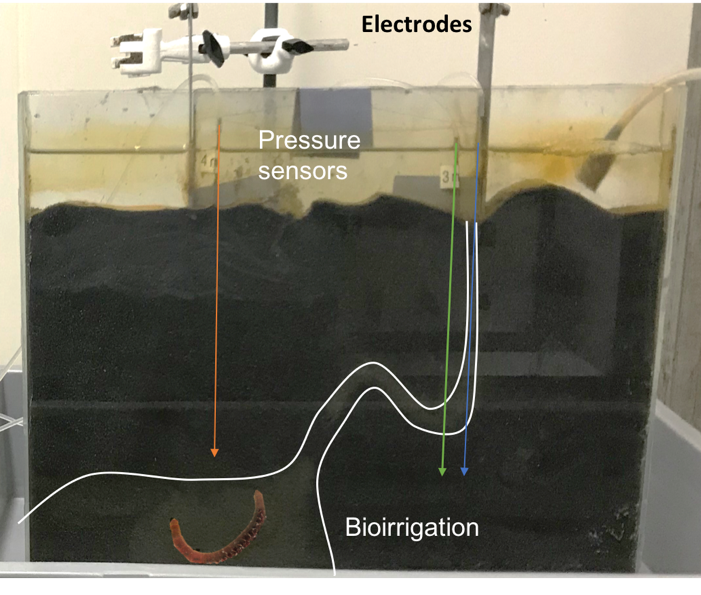 Electrodes
Pressure
sensors
Bioirrigation